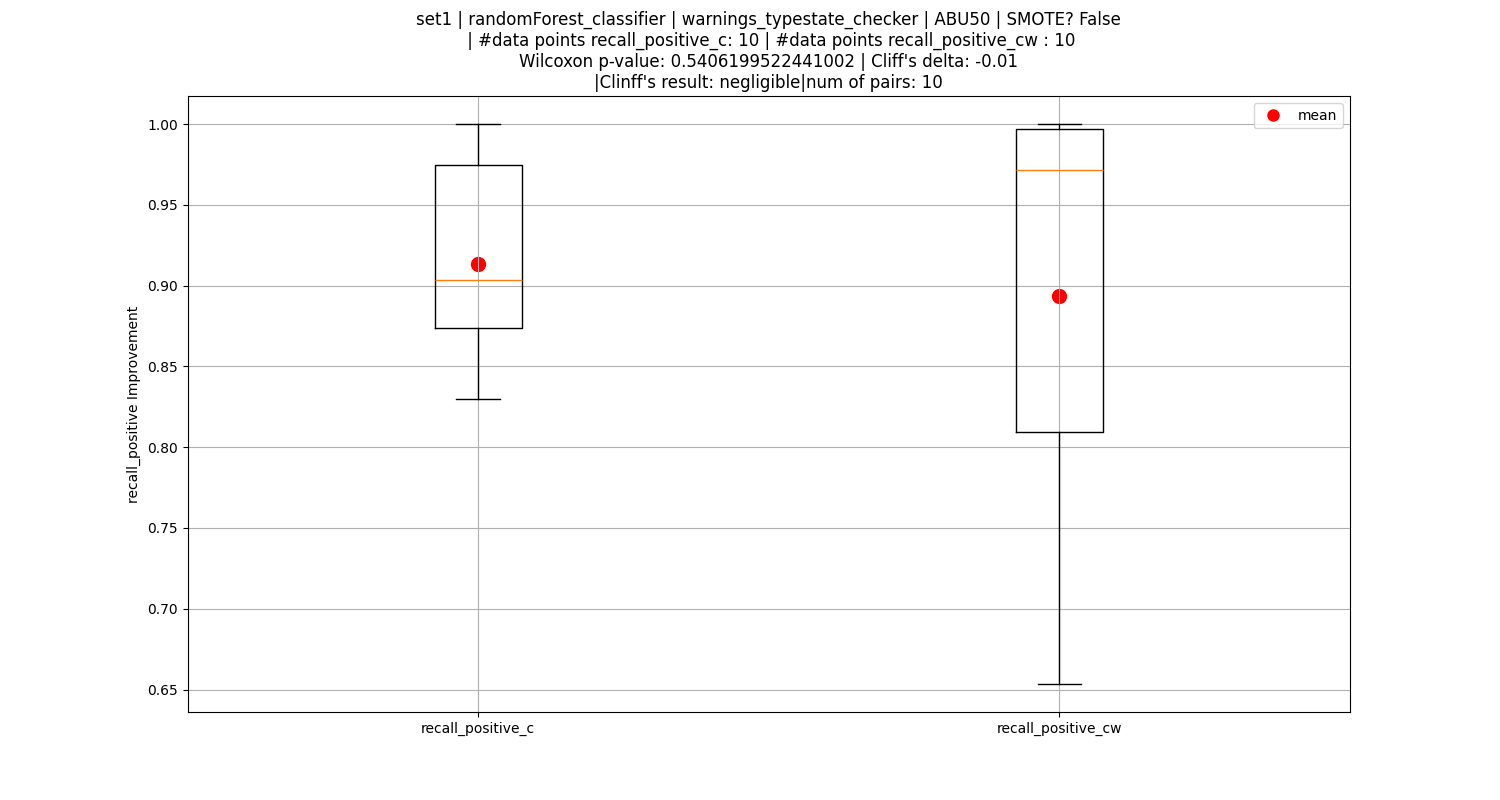 set1 | randomForest_classifier | warnings_typestate_checker | ABU50 | SMOTE? False
| #data points recall_positive_c: 10 | #data points recall_positive_cw : 10
Wilcoxon p-value: 0.5406199522441002 | Cliff's delta: -0.01
|Clinff's result: negligible|num of pairs: 10
mean
1.00
0.95
0.90
0.85
0.80
0.75
0.70
0.65
recall_positive Improvement
recall_positive_c
recall_positive_cw